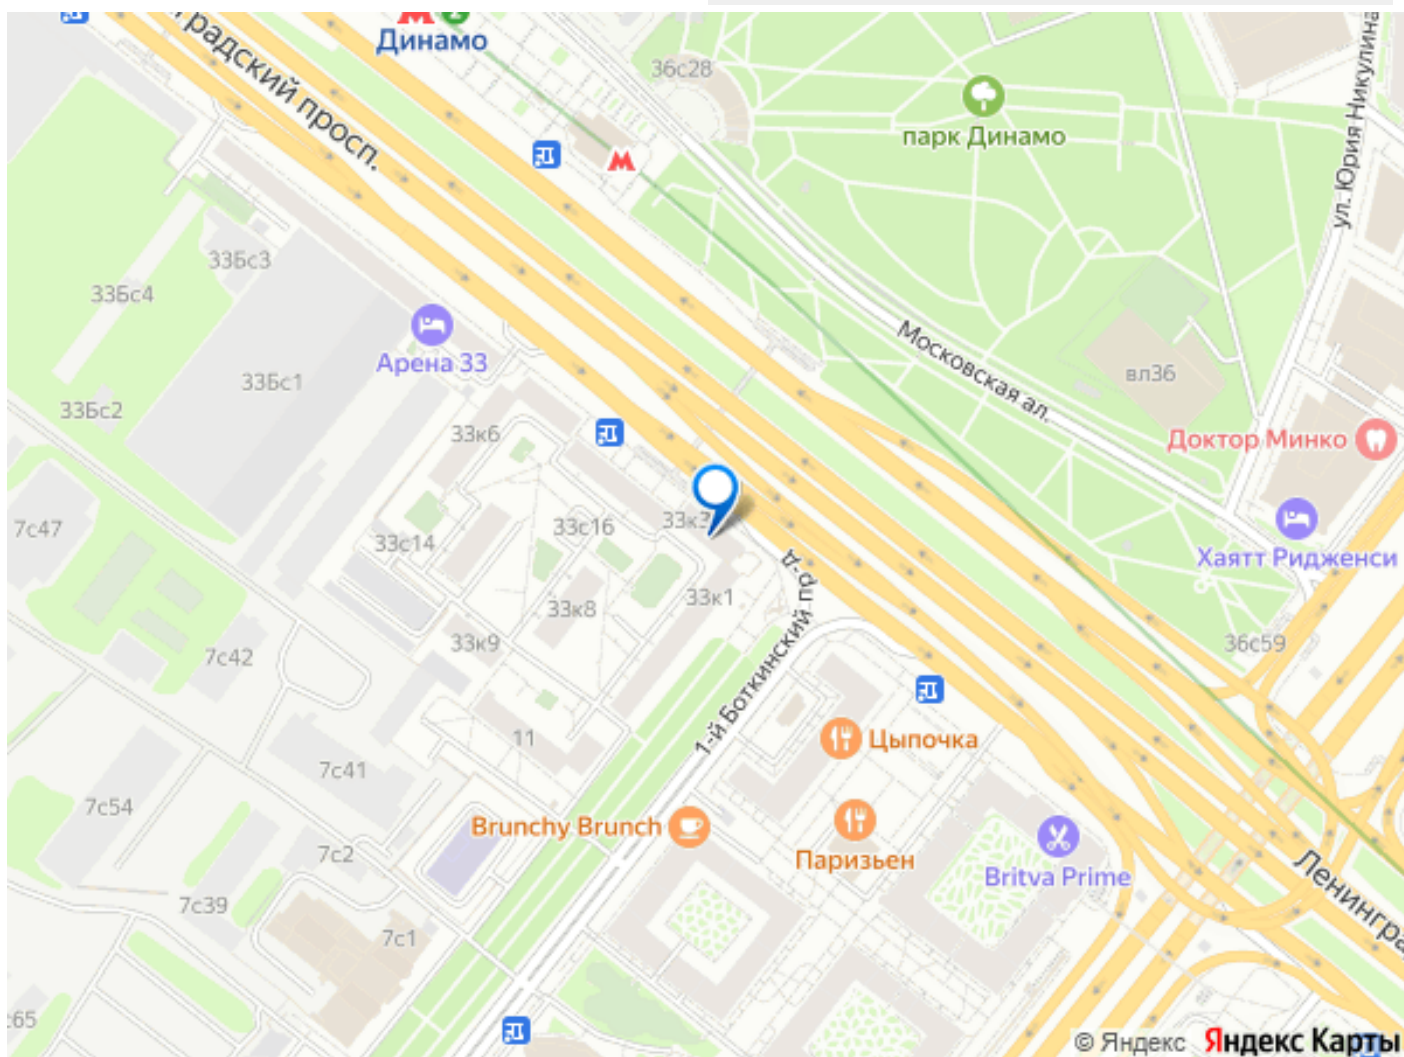 Динамо
градский просп.
36с28
парк Динамо
ул. Юрия Никулина
33Бс3
33Бс4
Арена 33
33Бс1
33Бс2
Московская ал.
вл36
Доктор Минко
33к6
7с47
33с14
33с16
33к3
Хаятт Ридженси
33к8
33к1
1-й Боткинский пр-д
33к9
7с42
36с59
11
Цыпочка
7с41
7с54
Brunchy Brunch
Паризьен
Britva Prime
7с2
7с39
7с1
Ленингра
65
© Яндекс Яндекс Карты